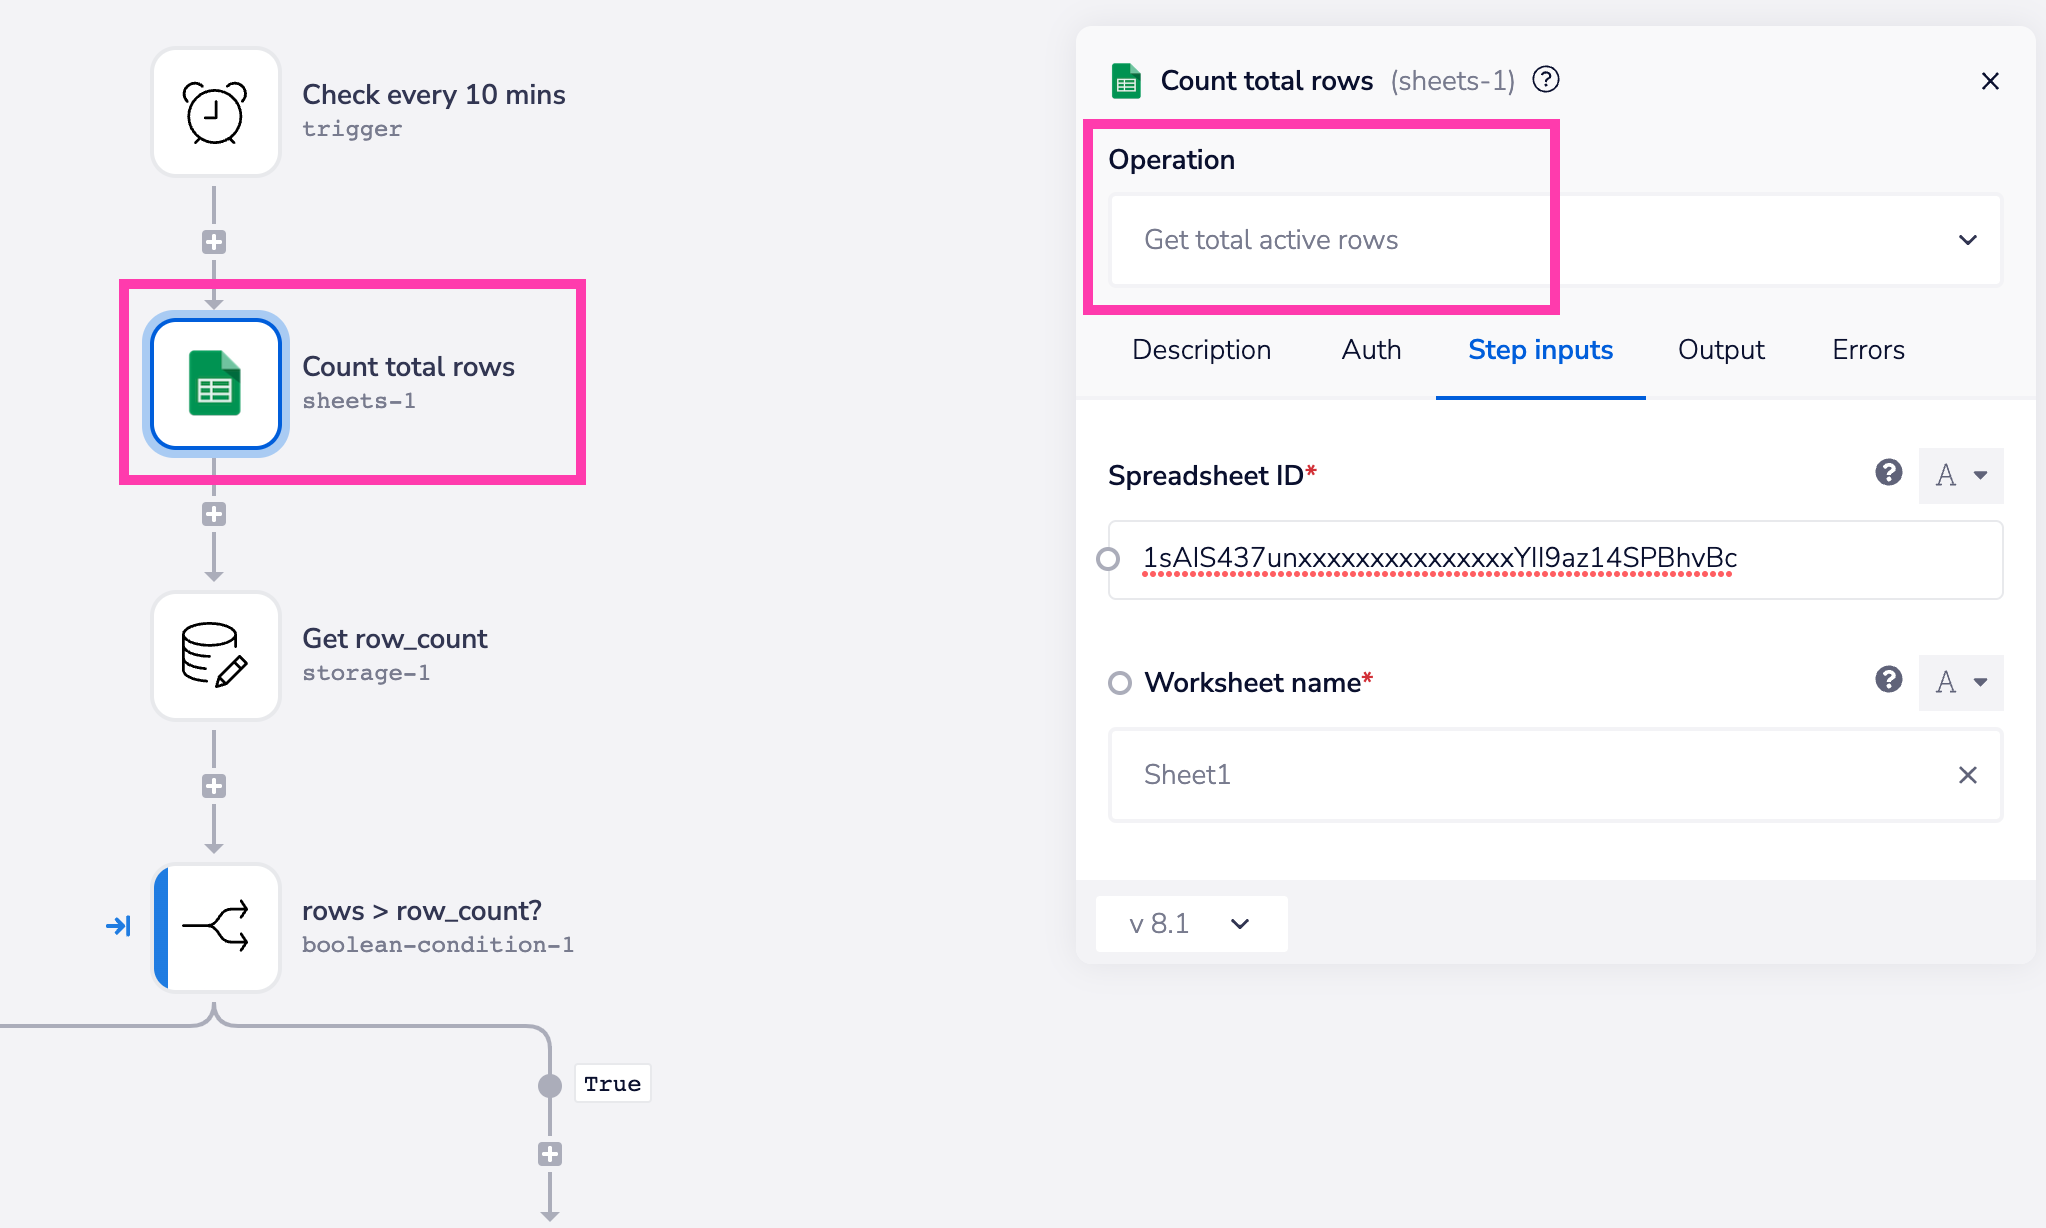 Check every 10 mins
trigger
Count total rows
sheets-1
Get row_count
storage-1
rows > row_count?
boolean-condition-1
True
Count total rows (sheets-1)
Operation
Get total active rows
Description Auth Step inputs Output Errors
Spreadsheet ID* A
1sAIS437unxxxxxxxxxxxxxxxYII9az14SPBhvBc
Worksheet name* A
Sheet1
v 8.1